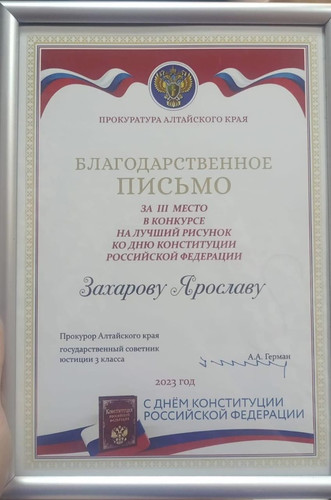 ПРОКУРАТУРА АЛТАЙСКОГО КРАЯ
БЛАГОДАРСТВЕННОЕ
ПИСЬМО
ЗА III МЕСТО
В КОНКУРСЕ
НА ЛУЧШИЙ РИСУНОК
КО ДНЮ КОНСТИТУЦИИ
РОССИЙСКОЙ ФЕДЕРАЦИИ
Захарову Ярославу
Прокурор Алтайского края
государственный советник
юстиции 3 класса
А.А. Герман
2023 год
С ДНЁМ КОНСТИТУЦИИ
РОССИЙСКОЙ ФЕДЕРАЦИИ
Конституция